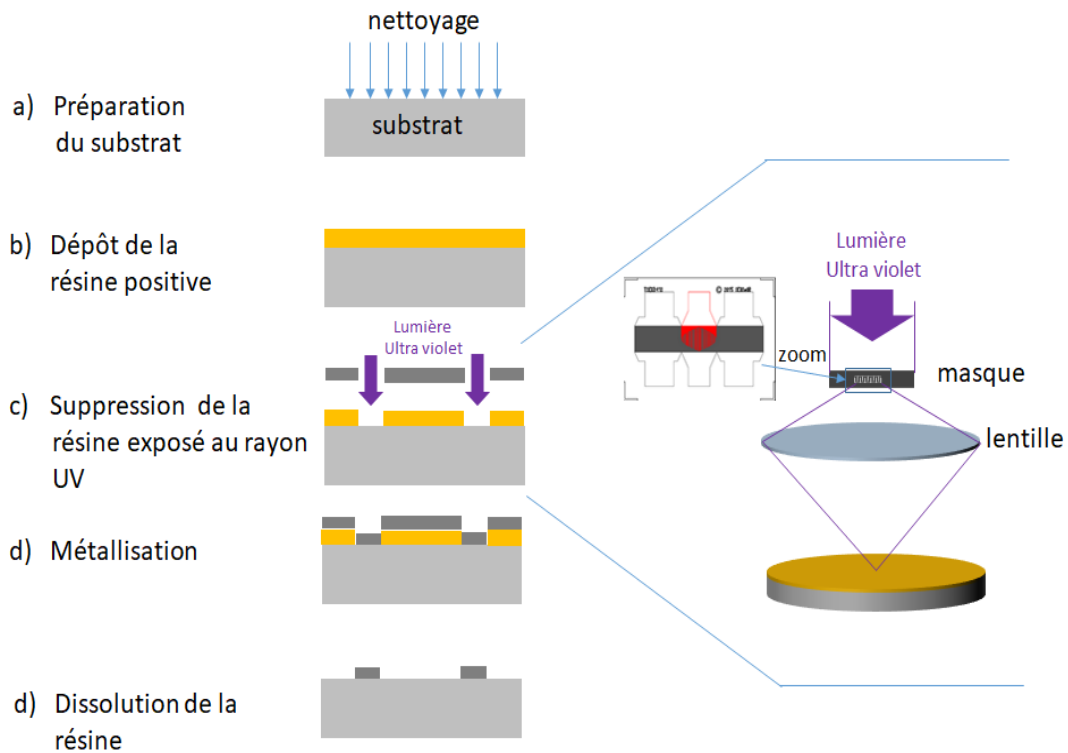 nettoyage
a) Préparation
du substrat
substrat
b) Dépôt de la
résine positive
Lumière
Ultra violet
c) Suppression de la
résine exposé au rayon
UV
d) Métallisation
d) Dissolution de la
résine
Lumière
Ultra violet
zoom
masque
lentille